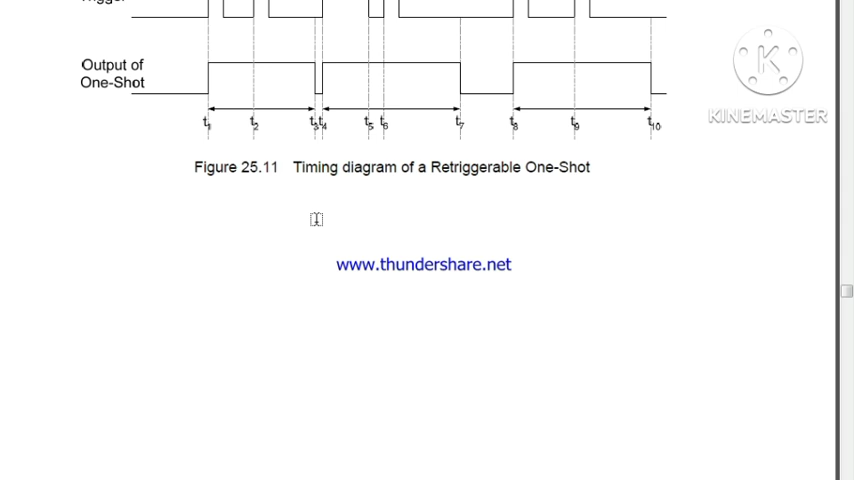 Output of
One-Shot
t1 t2 t3 t4 t5 t6 t7 t8 t9 t10
Figure 25.11 Timing diagram of a Retriggerable One-Shot
www.thundershare.net
K
KINEMASTER